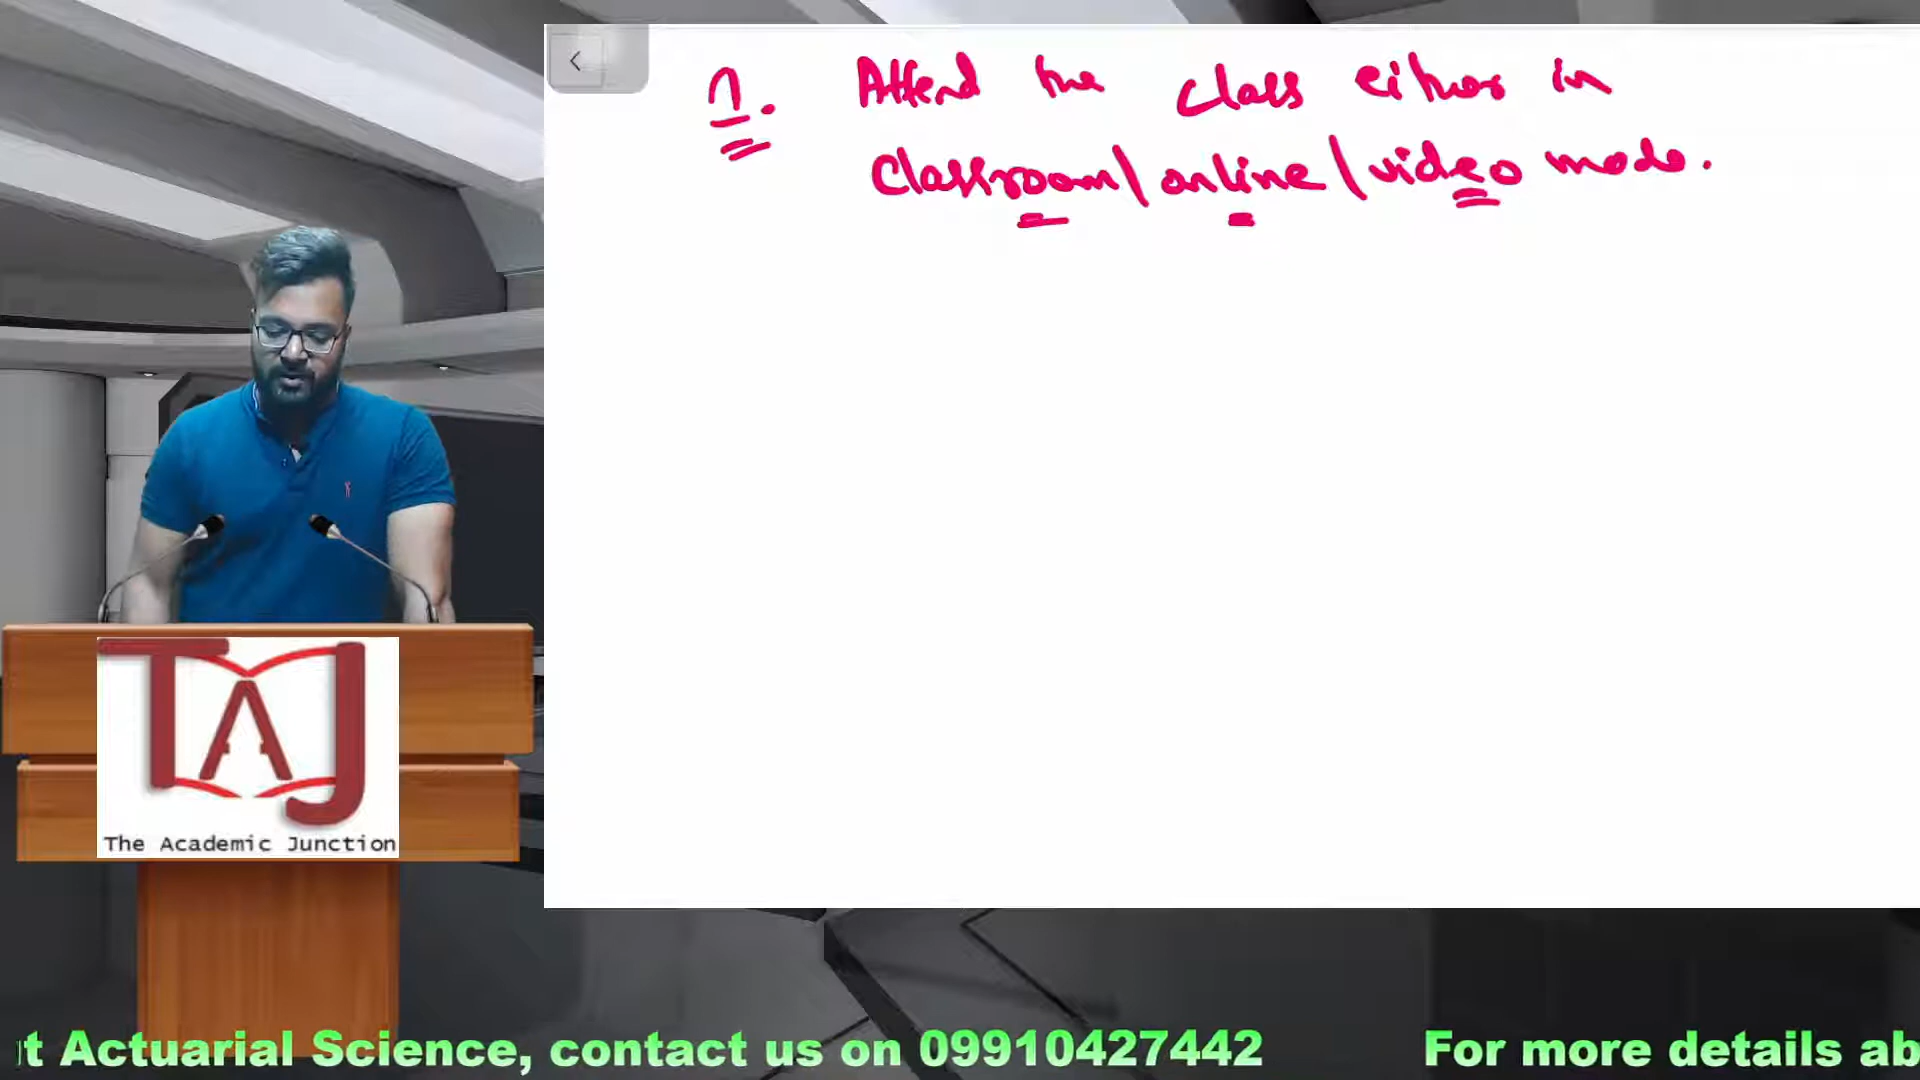 1. Attend the class either in
Classroom/online/video mode.
TAJ
The Academic Junction
t Actuarial Science, contact us on 09910427442
For more details ab